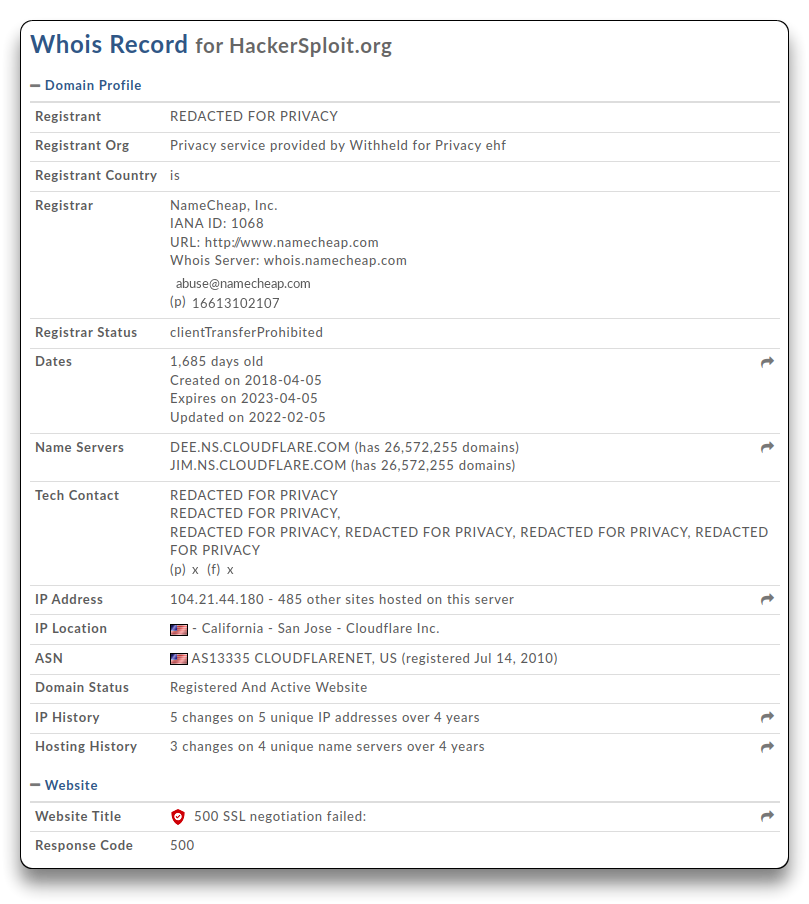 Whois Record for HackerSploit.org
Domain Profile
Registrant REDACTED FOR PRIVACY
Registrant Org Privacy service provided by Withheld for Privacy ehf
Registrant Country is
Registrar NameCheap, Inc.
IANA ID: 1068
URL: http://www.namecheap.com
Whois Server: whois.namecheap.com
abuse@namecheap.com
(p) 16613102107
Registrar Status clientTransferProhibited
Dates 1,685 days old
Created on 2018-04-05
Expires on 2023-04-05
Updated on 2022-02-05
Name Servers DEE.NS.CLOUDFLARE.COM (has 26,572,255 domains)
JIM.NS.CLOUDFLARE.COM (has 26,572,255 domains)
Tech Contact REDACTED FOR PRIVACY
REDACTED FOR PRIVACY,
REDACTED FOR PRIVACY, REDACTED FOR PRIVACY, REDACTED FOR PRIVACY, REDACTED
FOR PRIVACY
(p) x (f) x
IP Address 104.21.44.180 - 485 other sites hosted on this server
IP Location - California - San Jose - Cloudflare Inc.
ASN AS13335 CLOUDFLARENET, US (registered Jul 14, 2010)
Domain Status Registered And Active Website
IP History 5 changes on 5 unique IP addresses over 4 years
Hosting History 3 changes on 4 unique name servers over 4 years
Website
Website Title 500 SSL negotiation failed:
Response Code 500